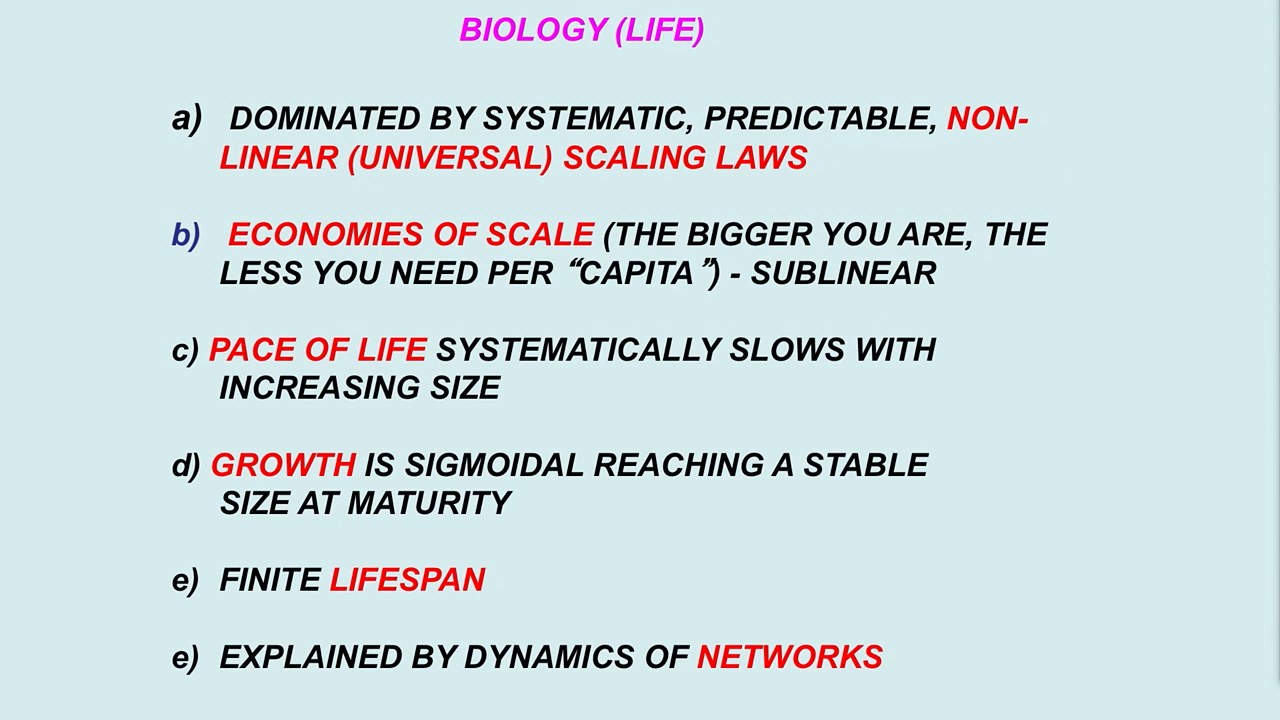 BIOLOGY (LIFE)
a) DOMINATED BY SYSTEMATIC, PREDICTABLE, NON-
LINEAR (UNIVERSAL) SCALING LAWS
b) ECONOMIES OF SCALE (THE BIGGER YOU ARE, THE
LESS YOU NEED PER “CAPITA”) - SUBLINEAR
c) PACE OF LIFE SYSTEMATICALLY SLOWS WITH
INCREASING SIZE
d) GROWTH IS SIGMOIDAL REACHING A STABLE
SIZE AT MATURITY
e) FINITE LIFESPAN
e) EXPLAINED BY DYNAMICS OF NETWORKS